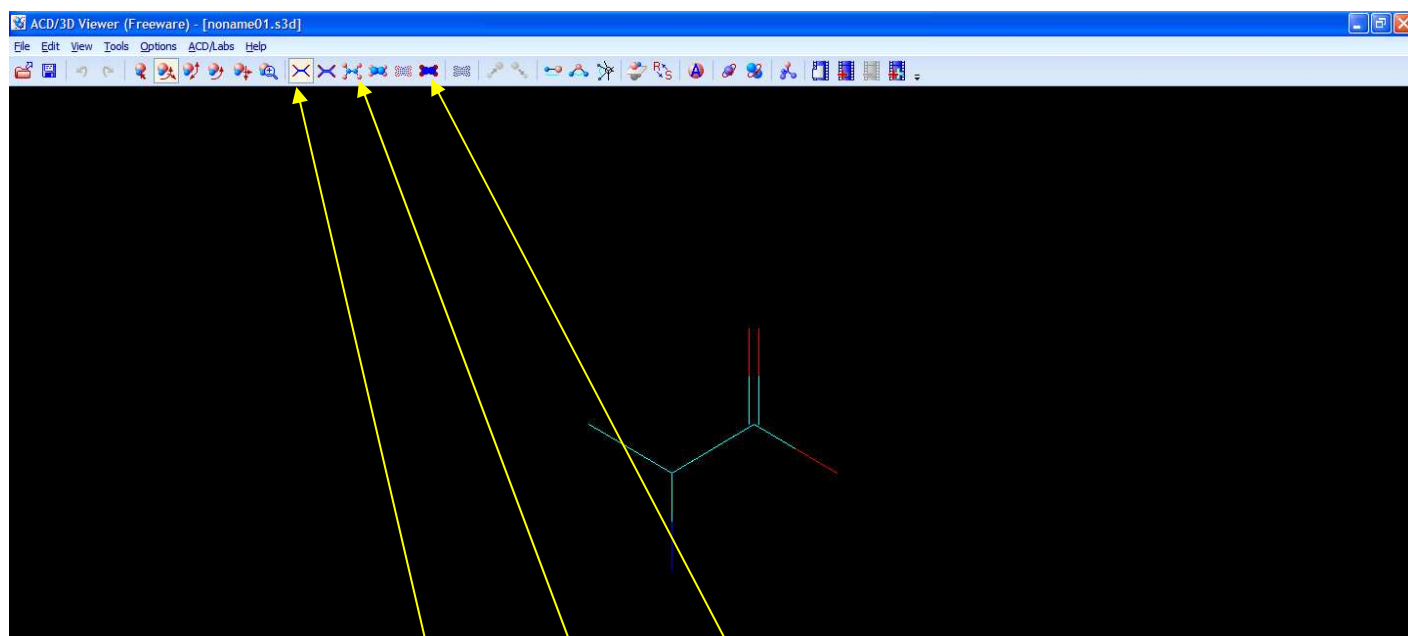 ACD/3D Viewer (Freeware) - [noname01.s3d]
File Edit View Tools Options ACD/Labs Help
R S
A